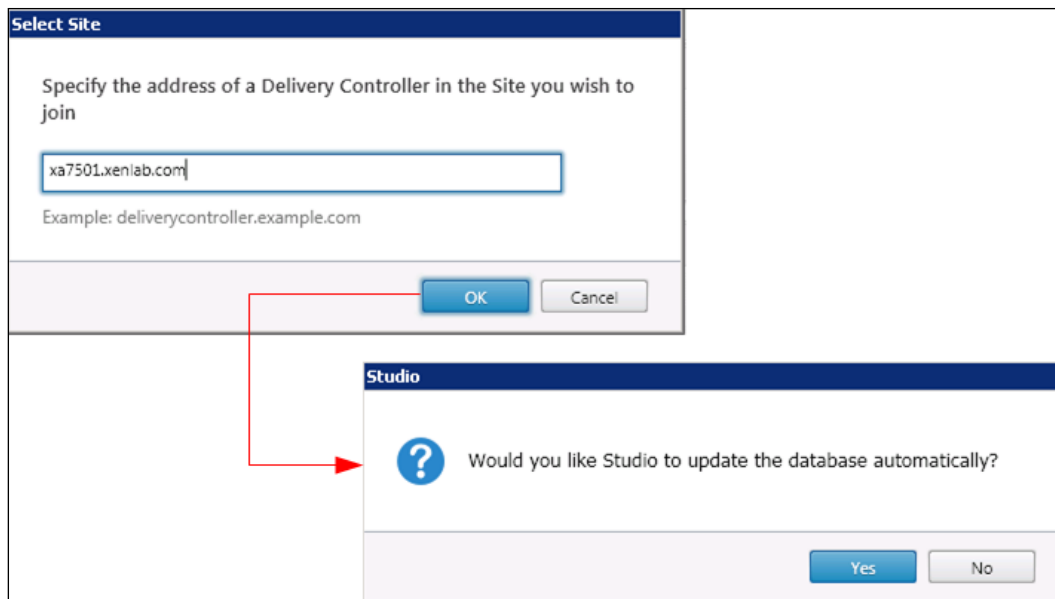 Select Site
Specify the address of a Delivery Controller in the Site you wish to
join
xa7501.xenlab.com
Example: deliverycontroller.example.com
OK
Cancel
Studio
Would you like Studio to update the database automatically?
Yes
No